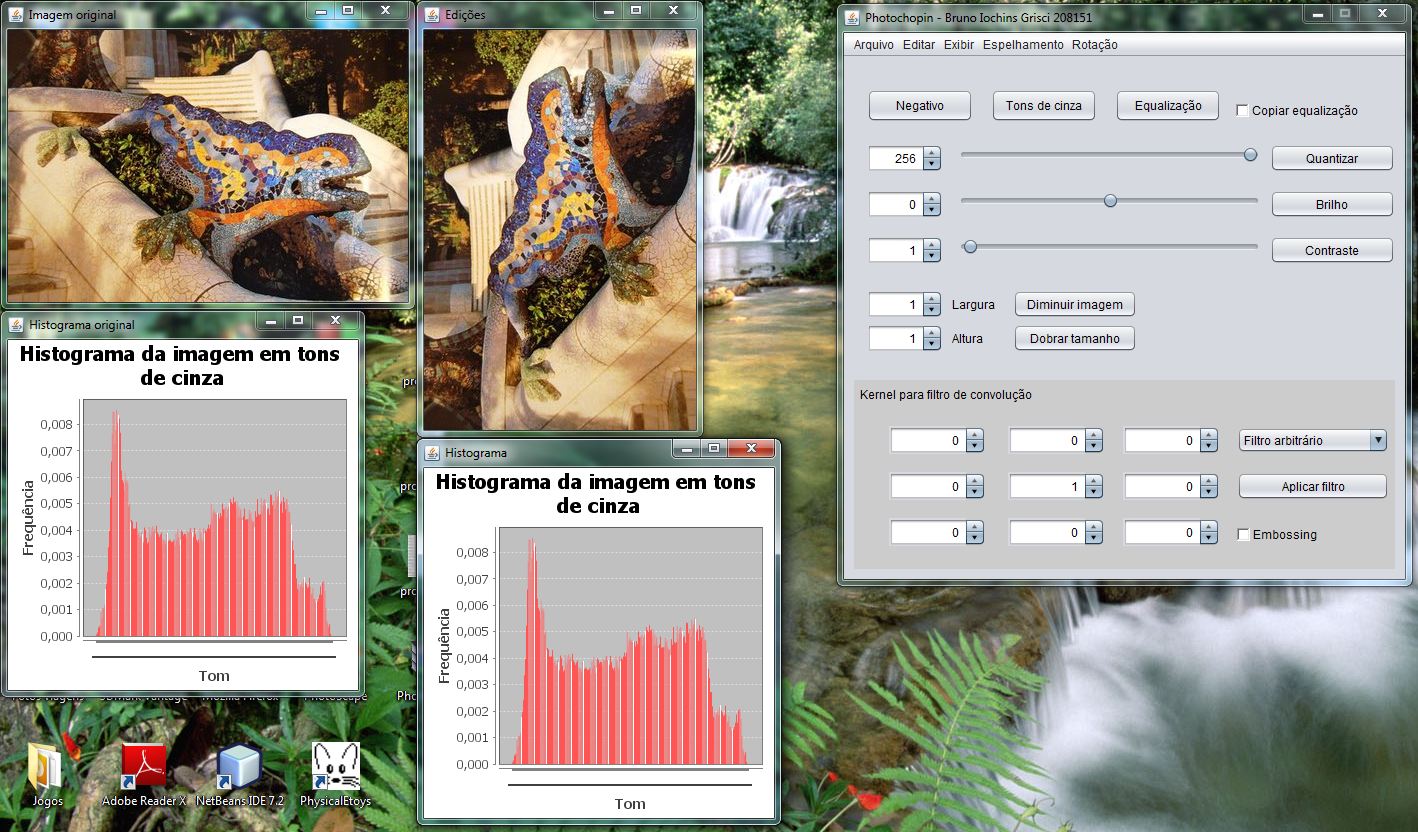 Imagem original
Edições
Photochopin - Bruno Iochins Grisci 208151
Arquivo Editar Exibir Espelhamento Rotação
Negativo
Tons de cinza
Equalização
Copiar equalização
256
Quantizar
0
Brilho
1
Contraste
1
Largura
Diminuir imagem
1
Altura
Dobrar tamanho
Kernel para filtro de convolução
0
0
0
Filtro arbitrário
0
1
0
Aplicar filtro
0
0
0
Embossing
Histograma original
Histograma da imagem em tons
de cinza
Frequência
0,008
0,007
0,006
0,005
0,004
0,003
0,002
0,001
0,000
Tom
Histograma
Histograma da imagem em tons
de cinza
Frequência
0,008
0,007
0,006
0,005
0,004
0,003
0,002
0,001
0,000
Tom
Jogos
Adobe Reader X
NetBeans IDE 7.2
PhysicalEtoys